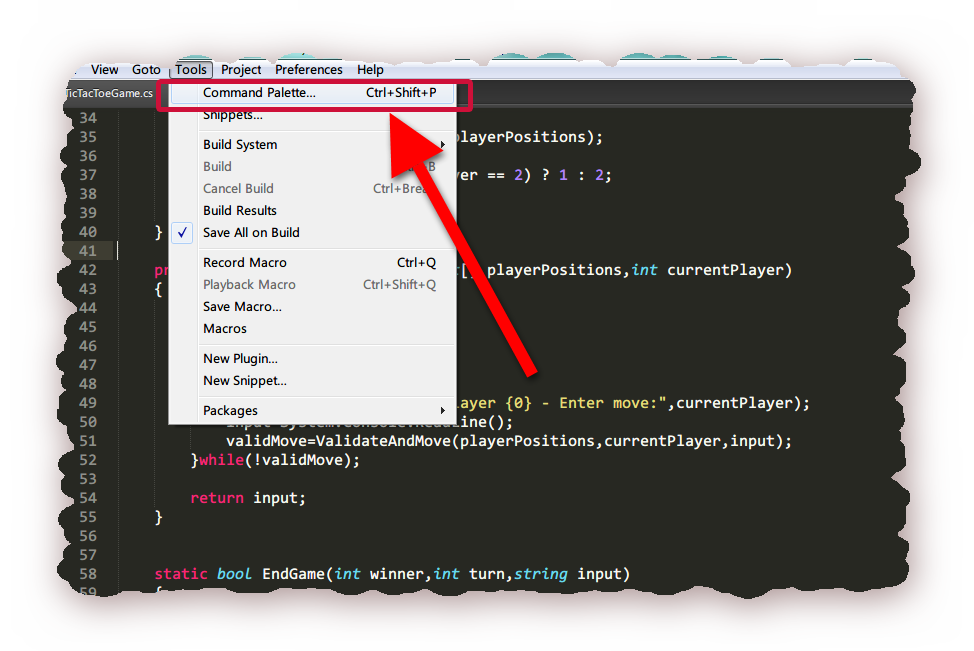 View Goto Tools Project Preferences Help
TicTacToeGame.cs
Command Palette... Ctrl+Shift+P
Snippets...
Build System
Build B
Cancel Build Ctrl+Brea
Build Results
Save All on Build
Record Macro Ctrl+Q
Playback Macro Ctrl+Shift+Q
Save Macro...
Macros
New Plugin...
New Snippet...
Packages
34
35 playerPositions);
36
37 yer == 2) ? 1 : 2;
38
39
40 }
41
42 pr t[] playerPositions,int currentPlayer)
43 {
44
45
46
47
48
49 layer {0} - Enter move:",currentPlayer);
50 input=System.Console.ReadLine();
51 validMove=ValidateAndMove(playerPositions,currentPlayer,input);
52 }while(!validMove);
53
54 return input;
55 }
56
57
58 static bool EndGame(int winner,int turn,string input)
59 {